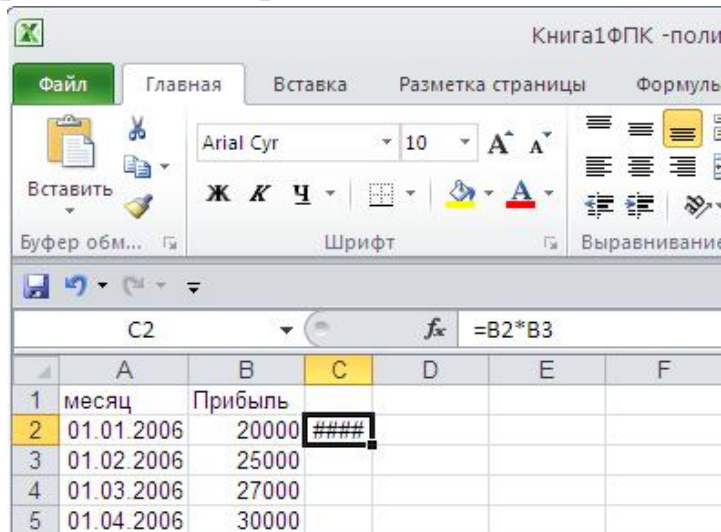 Книга1ФПК -поли
Файл Главная Вставка Разметка страницы Формулы
Вставить
Arial Cyr 10 A A
Ж К Ч A
Буфер обм... Шрифт Выравнивание
C2 fx =B2*B3
A B C D E F
1 месяц Прибыль
2 01.01.2006 20000 ####
3 01.02.2006 25000
4 01.03.2006 27000
5 01.04.2006 30000